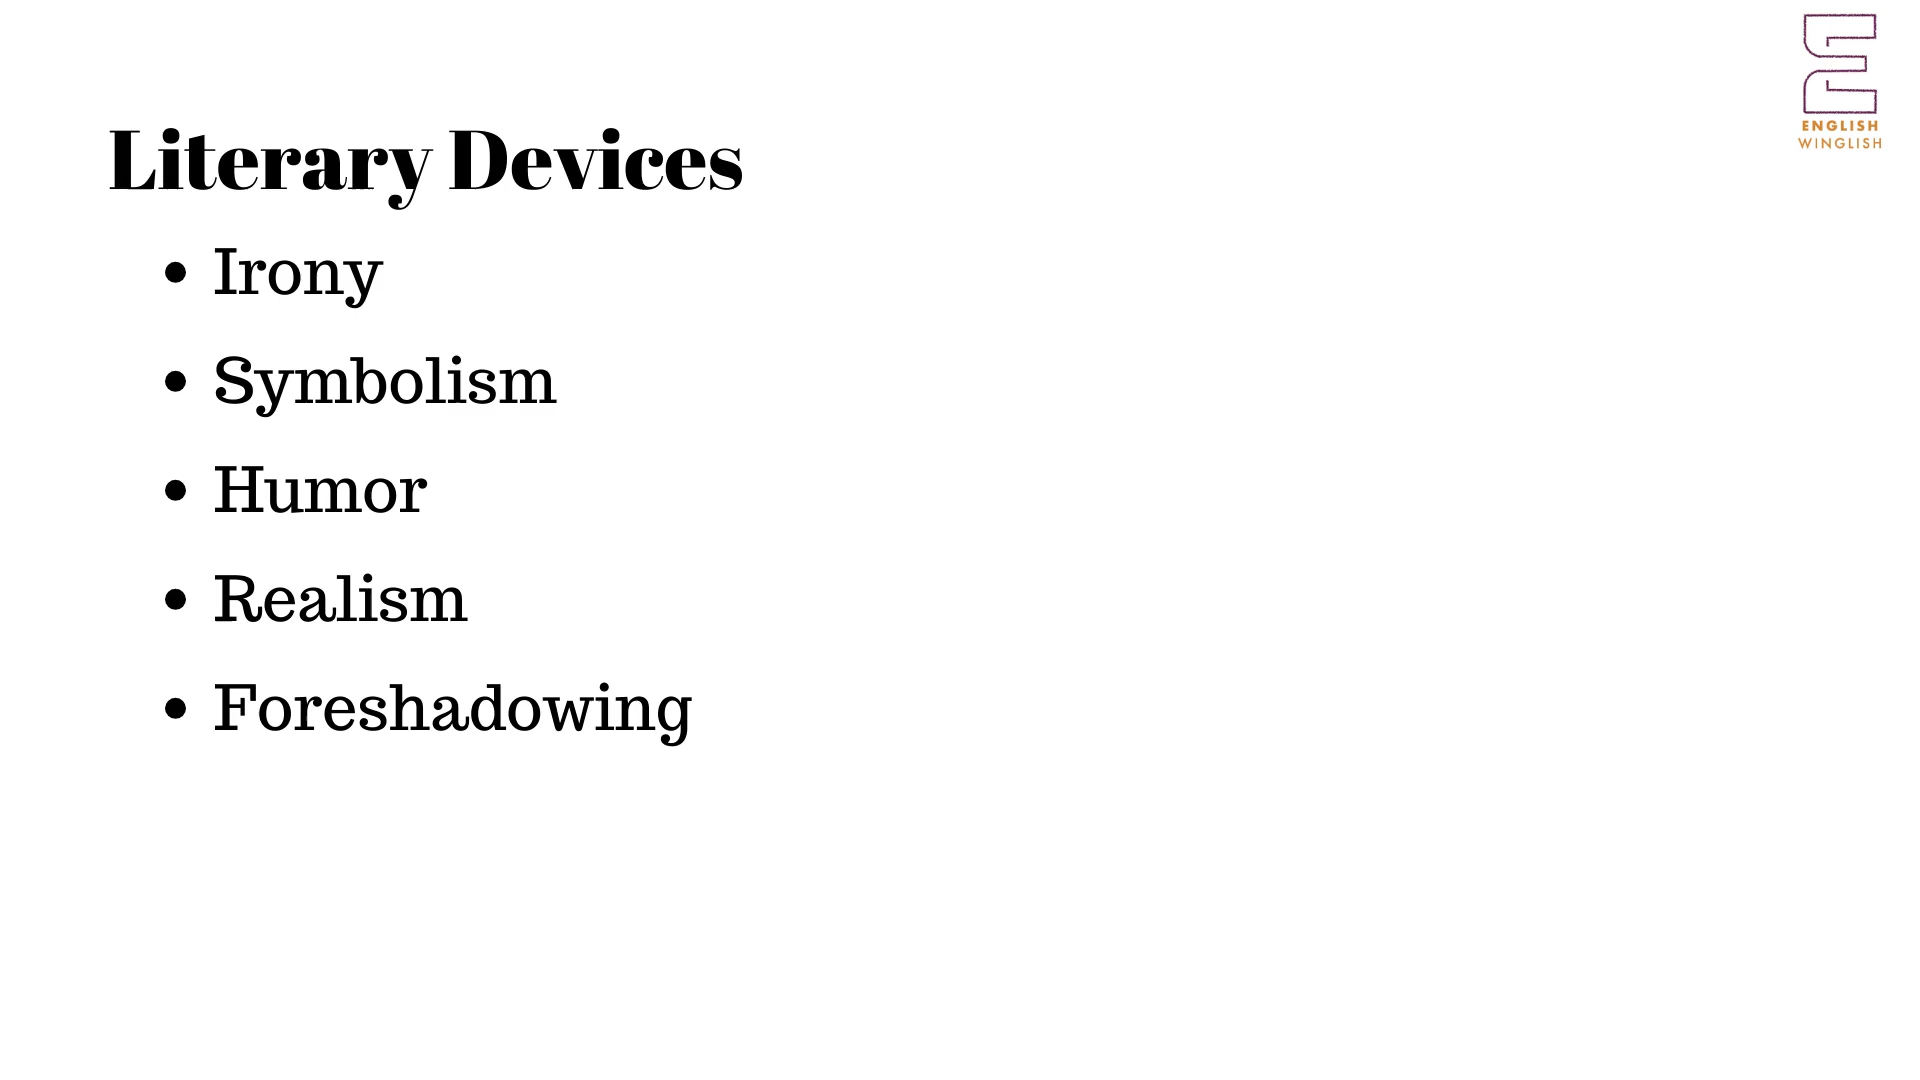 ENGLISH
WINGLISH
Literary Devices
• Irony
• Symbolism
• Humor
• Realism
• Foreshadowing